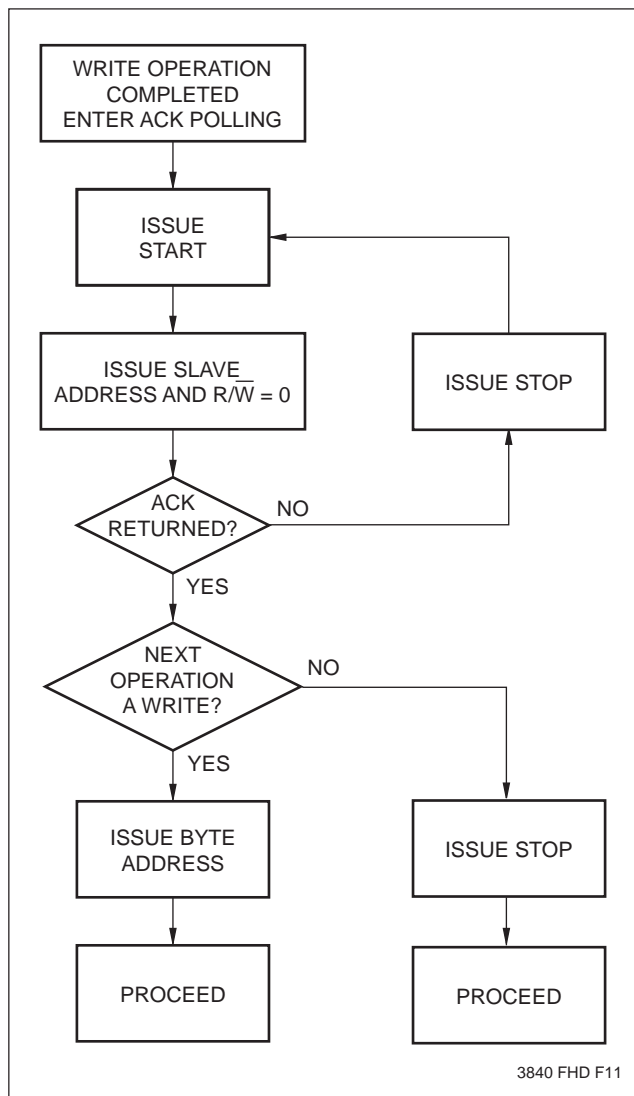 WRITE OPERATION
COMPLETED
ENTER ACK POLLING
ISSUE
START
ISSUE SLAVE
ADDRESS AND R/W̅ = 0
ISSUE STOP
ACK
RETURNED?
NO
YES
NEXT
OPERATION
A WRITE?
NO
YES
ISSUE BYTE
ADDRESS
ISSUE STOP
PROCEED
PROCEED
3840 FHD F11